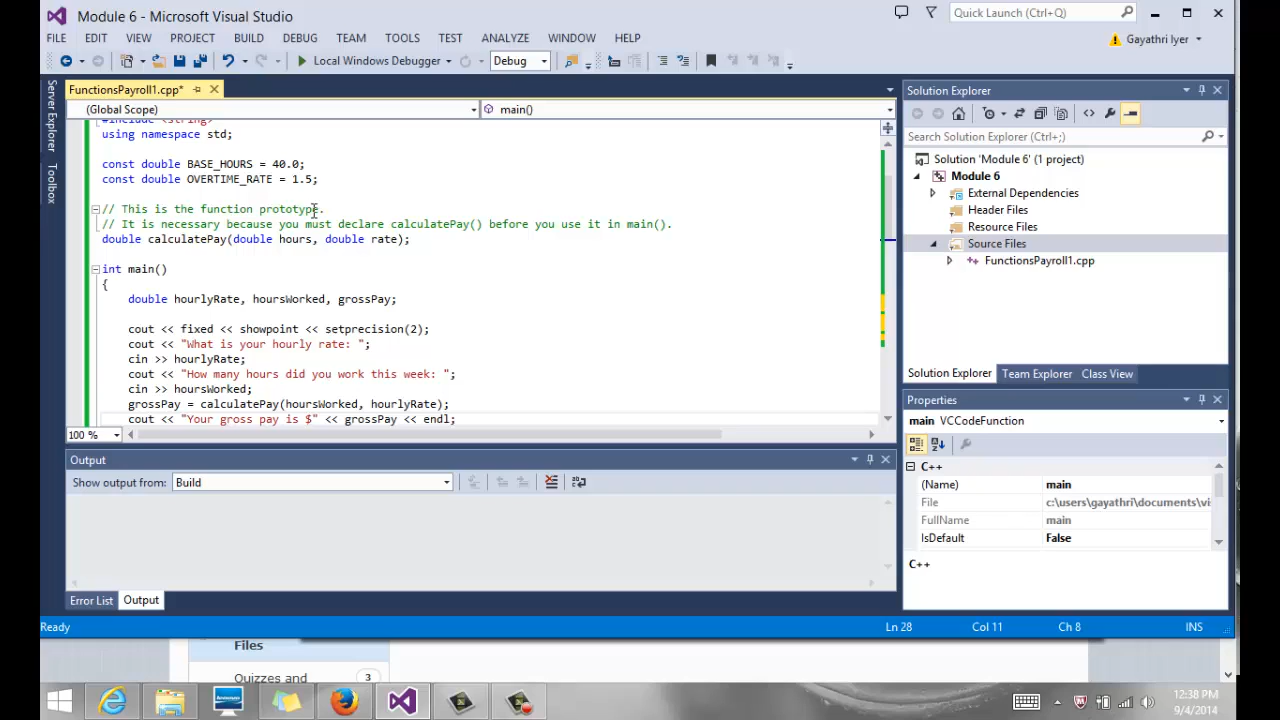 Module 6 - Microsoft Visual Studio
Quick Launch (Ctrl+Q)
FILE EDIT VIEW PROJECT BUILD DEBUG TEAM TOOLS TEST ANALYZE WINDOW HELP
Gayathri Iyer
Local Windows Debugger
Debug
Server Explorer
Toolbox
FunctionsPayroll1.cpp*
(Global Scope)
main()
#include <string>
using namespace std;
const double BASE_HOURS = 40.0;
const double OVERTIME_RATE = 1.5;
// This is the function prototype.
// It is necessary because you must declare calculatePay() before you use it in main().
double calculatePay(double hours, double rate);
int main()
{
double hourlyRate, hoursWorked, grossPay;
cout << fixed << showpoint << setprecision(2);
cout << "What is your hourly rate: ";
cin >> hourlyRate;
cout << "How many hours did you work this week: ";
cin >> hoursWorked;
grossPay = calculatePay(hoursWorked, hourlyRate);
cout << "Your gross pay is $" << grossPay << endl;
100 %
Output
Show output from: Build
Error List Output
Solution Explorer
Search Solution Explorer (Ctrl+;)
Solution 'Module 6' (1 project)
Module 6
External Dependencies
Header Files
Resource Files
Source Files
FunctionsPayroll1.cpp
Solution Explorer Team Explorer Class View
Properties
main VCCodeFunction
C++
(Name) main
File c:\users\gayathri\documents\vi
FullName main
IsDefault False
C++
Ready
Ln 28 Col 11 Ch 8 INS
Files
Quizzes and 3
12:38 PM
9/4/2014